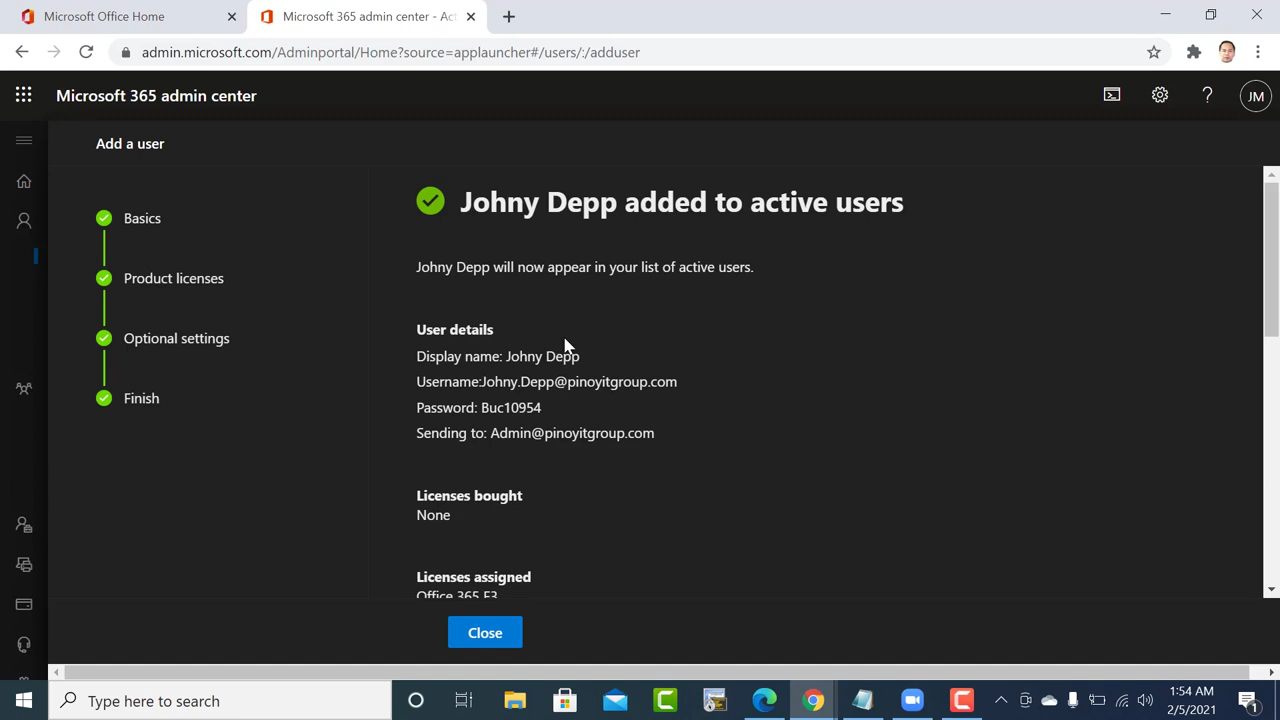 Microsoft Office Home
Microsoft 365 admin center - Act
admin.microsoft.com/Adminportal/Home?source=applauncher#/users/:/adduser
Microsoft 365 admin center
JM
Add a user
Basics
Product licenses
Optional settings
Finish
Johny Depp added to active users
Johny Depp will now appear in your list of active users.
User details
Display name: Johny Depp
Username:Johny.Depp@pinoyitgroup.com
Password: Buc10954
Sending to: Admin@pinoyitgroup.com
Licenses bought
None
Licenses assigned
Office 365
Close
Type here to search
1:54 AM
2/5/2021
1